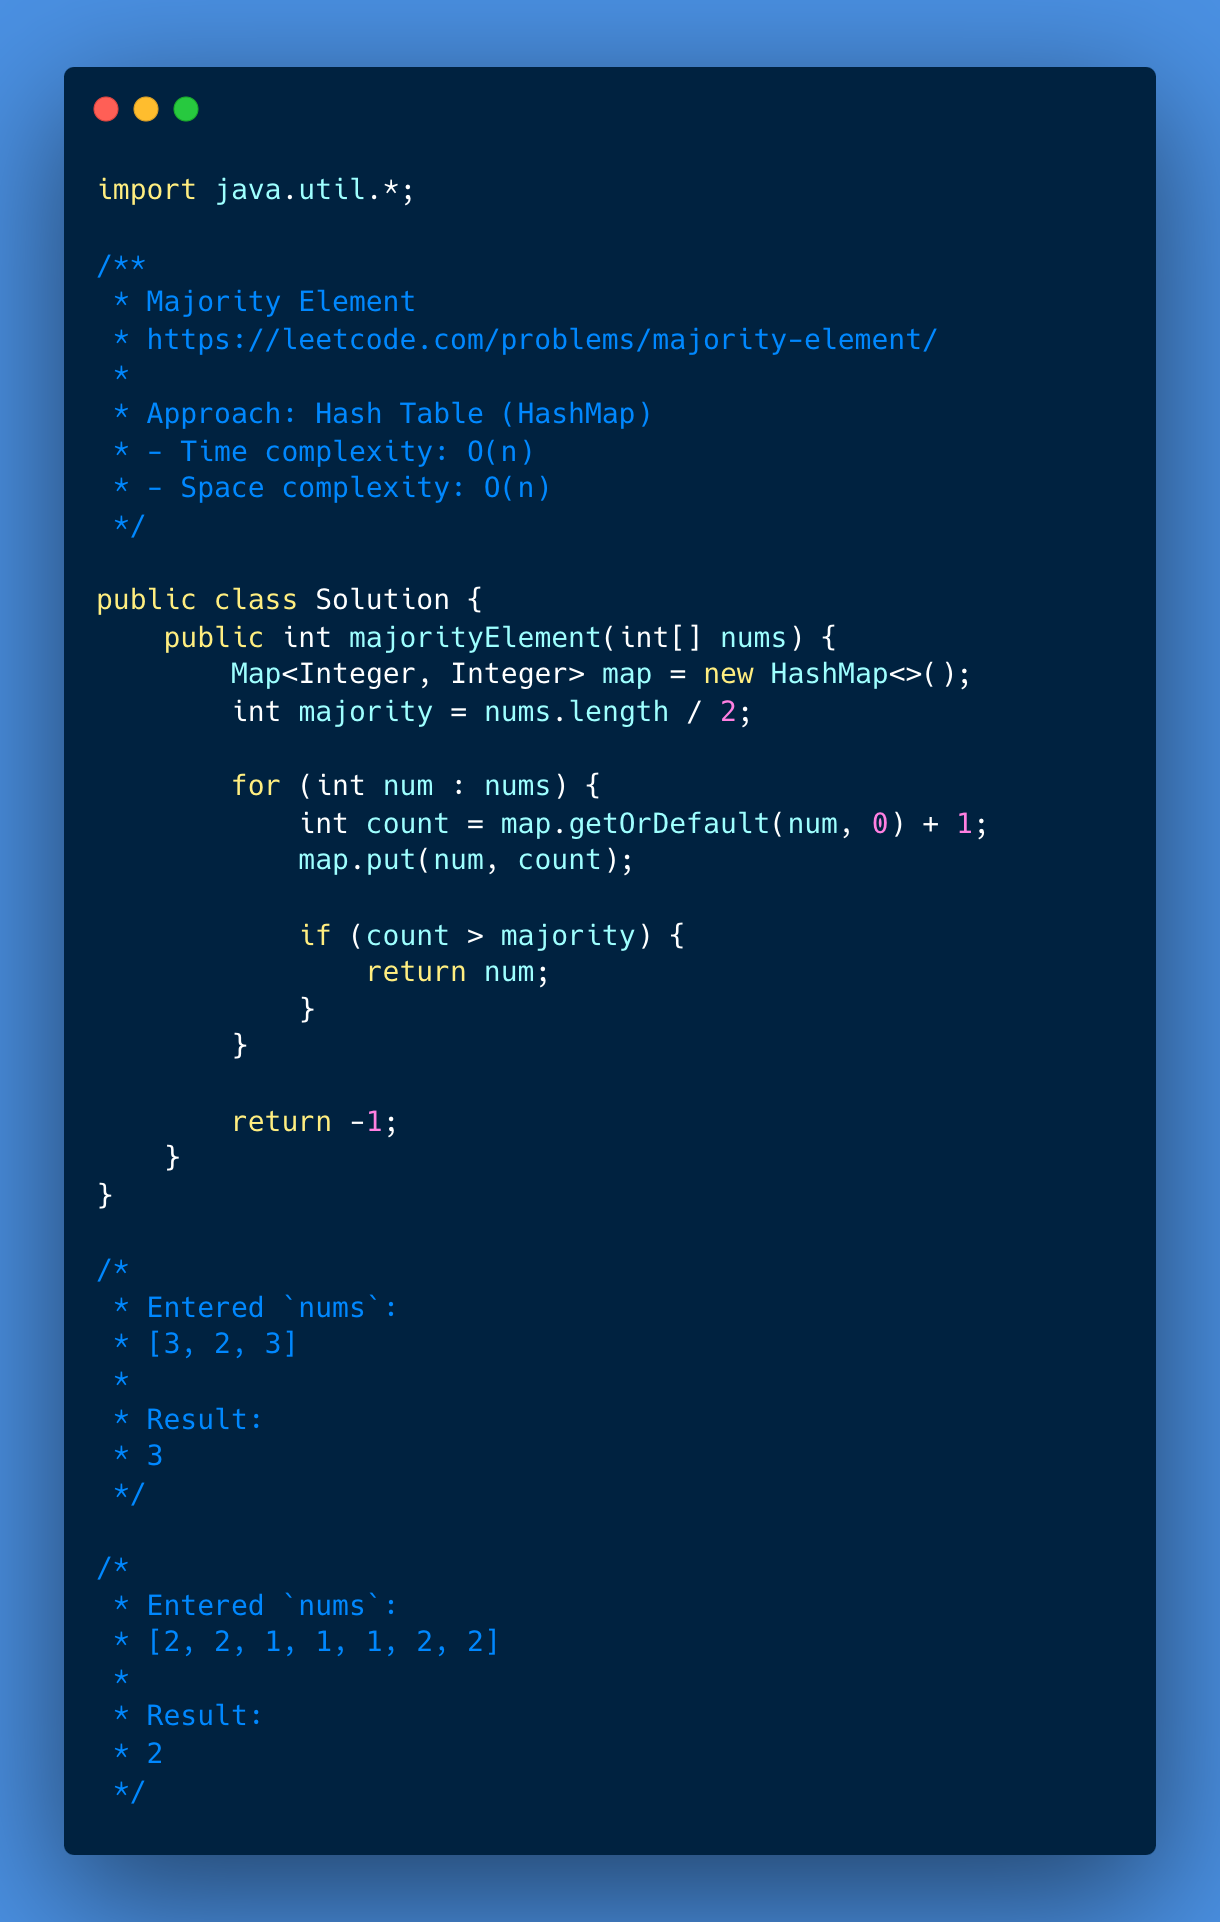 import java.util.*;

/**
 * Majority Element
 * https://leetcode.com/problems/majority-element/
 *
 * Approach: Hash Table (HashMap)
 * - Time complexity: O(n)
 * - Space complexity: O(n)
 */

public class Solution {
    public int majorityElement(int[] nums) {
        Map<Integer, Integer> map = new HashMap<>();
        int majority = nums.length / 2;

        for (int num : nums) {
            int count = map.getOrDefault(num, 0) + 1;
            map.put(num, count);

            if (count > majority) {
                return num;
            }
        }

        return -1;
    }
}

/*
 * Entered `nums`:
 * [3, 2, 3]
 *
 * Result:
 * 3
 */

/*
 * Entered `nums`:
 * [2, 2, 1, 1, 1, 2, 2]
 *
 * Result:
 * 2
 */